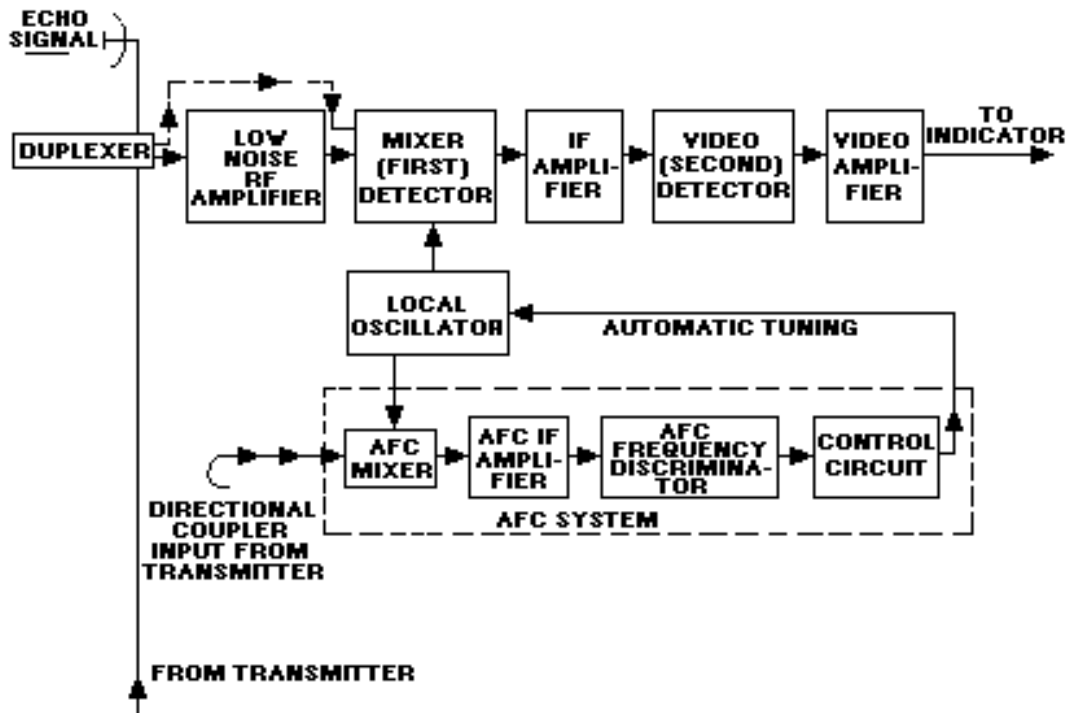 ECHO
SIGNAL
DUPLEXER
LOW
NOISE
RF
AMPLIFIER
MIXER
(FIRST)
DETECTOR
IF
AMPLI-
FIER
VIDEO
(SECOND)
DETECTOR
VIDEO
AMPLI-
FIER
TO
INDICATOR
LOCAL
OSCILLATOR
AUTOMATIC TUNING
AFC
MIXER
AFC IF
AMPLI-
FIER
AFC
FREQUENCY
DISCRIMINA-
TOR
CONTROL
CIRCUIT
AFC SYSTEM
DIRECTIONAL
COUPLER
INPUT FROM
TRANSMITTER
FROM TRANSMITTER